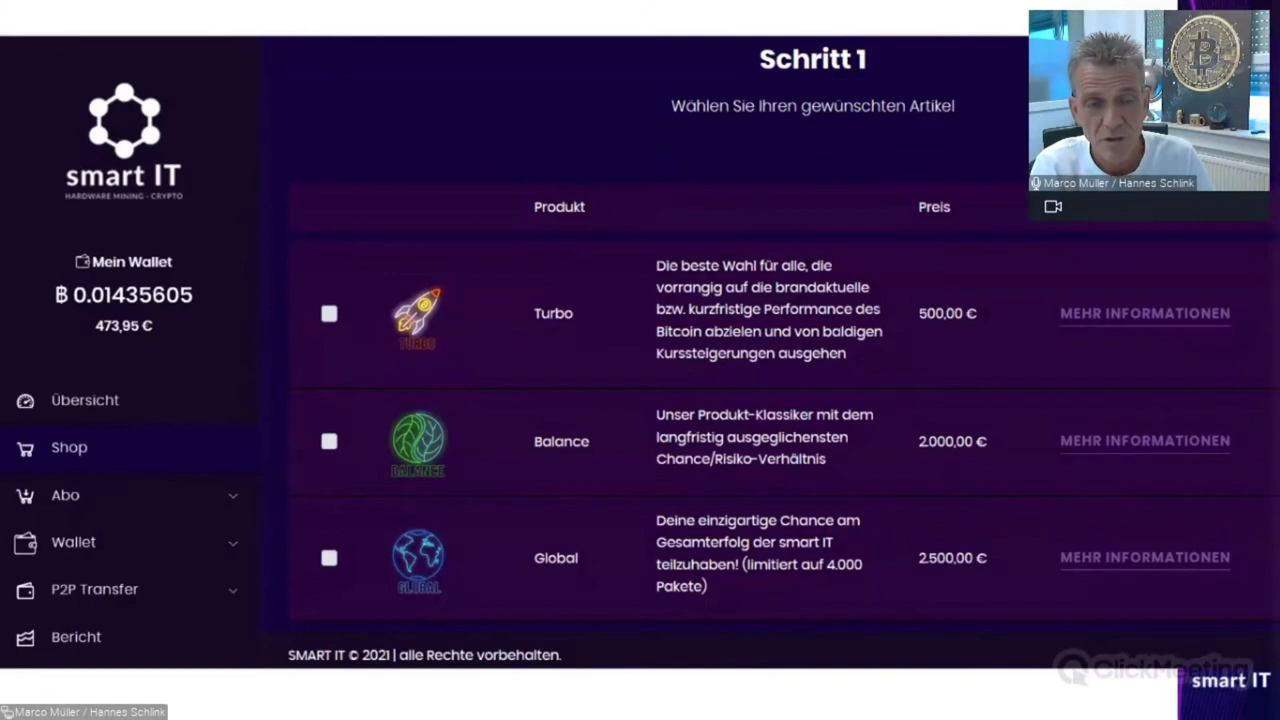 smart IT
HARDWARE MINING - CRYPTO
Mein Wallet
฿ 0.01435605
473,95 €
Übersicht
Shop
Abo
Wallet
P2P Transfer
Bericht
Schritt 1
Wählen Sie Ihren gewünschten Artikel
Produkt
Preis
TURBO
Turbo
Die beste Wahl für alle, die
vorrangig auf die brandaktuelle
bzw. kurzfristige Performance des
Bitcoin abzielen und von baldigen
Kurssteigerungen ausgehen
500,00 €
MEHR INFORMATIONEN
BALANCE
Balance
Unser Produkt-Klassiker mit dem
langfristig ausgeglichensten
Chance/Risiko-Verhältnis
2.000,00 €
MEHR INFORMATIONEN
GLOBAL
Global
Deine einzigartige Chance am
Gesamterfolg der smart IT
teilzuhaben! (limitiert auf 4.000
Pakete)
2.500,00 €
MEHR INFORMATIONEN
SMART IT © 2021 | alle Rechte vorbehalten.
Marco Müller / Hannes Schlink
ClickMeeting
smart IT
Marco Müller / Hannes Schlink